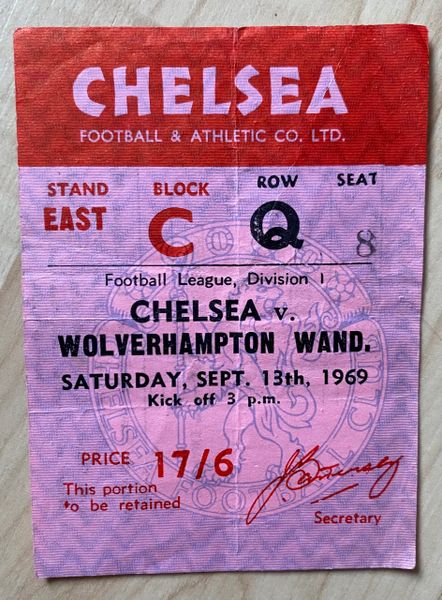 CHELSEA
FOOTBALL & ATHLETIC CO. LTD.
STAND BLOCK ROW SEAT
EAST C Q 8
Football League, Division 1
CHELSEA v.
WOLVERHAMPTON WAND.
SATURDAY, SEPT. 13th, 1969
Kick off 3 p.m.
PRICE 17/6
This portion
to be retained
Secretary